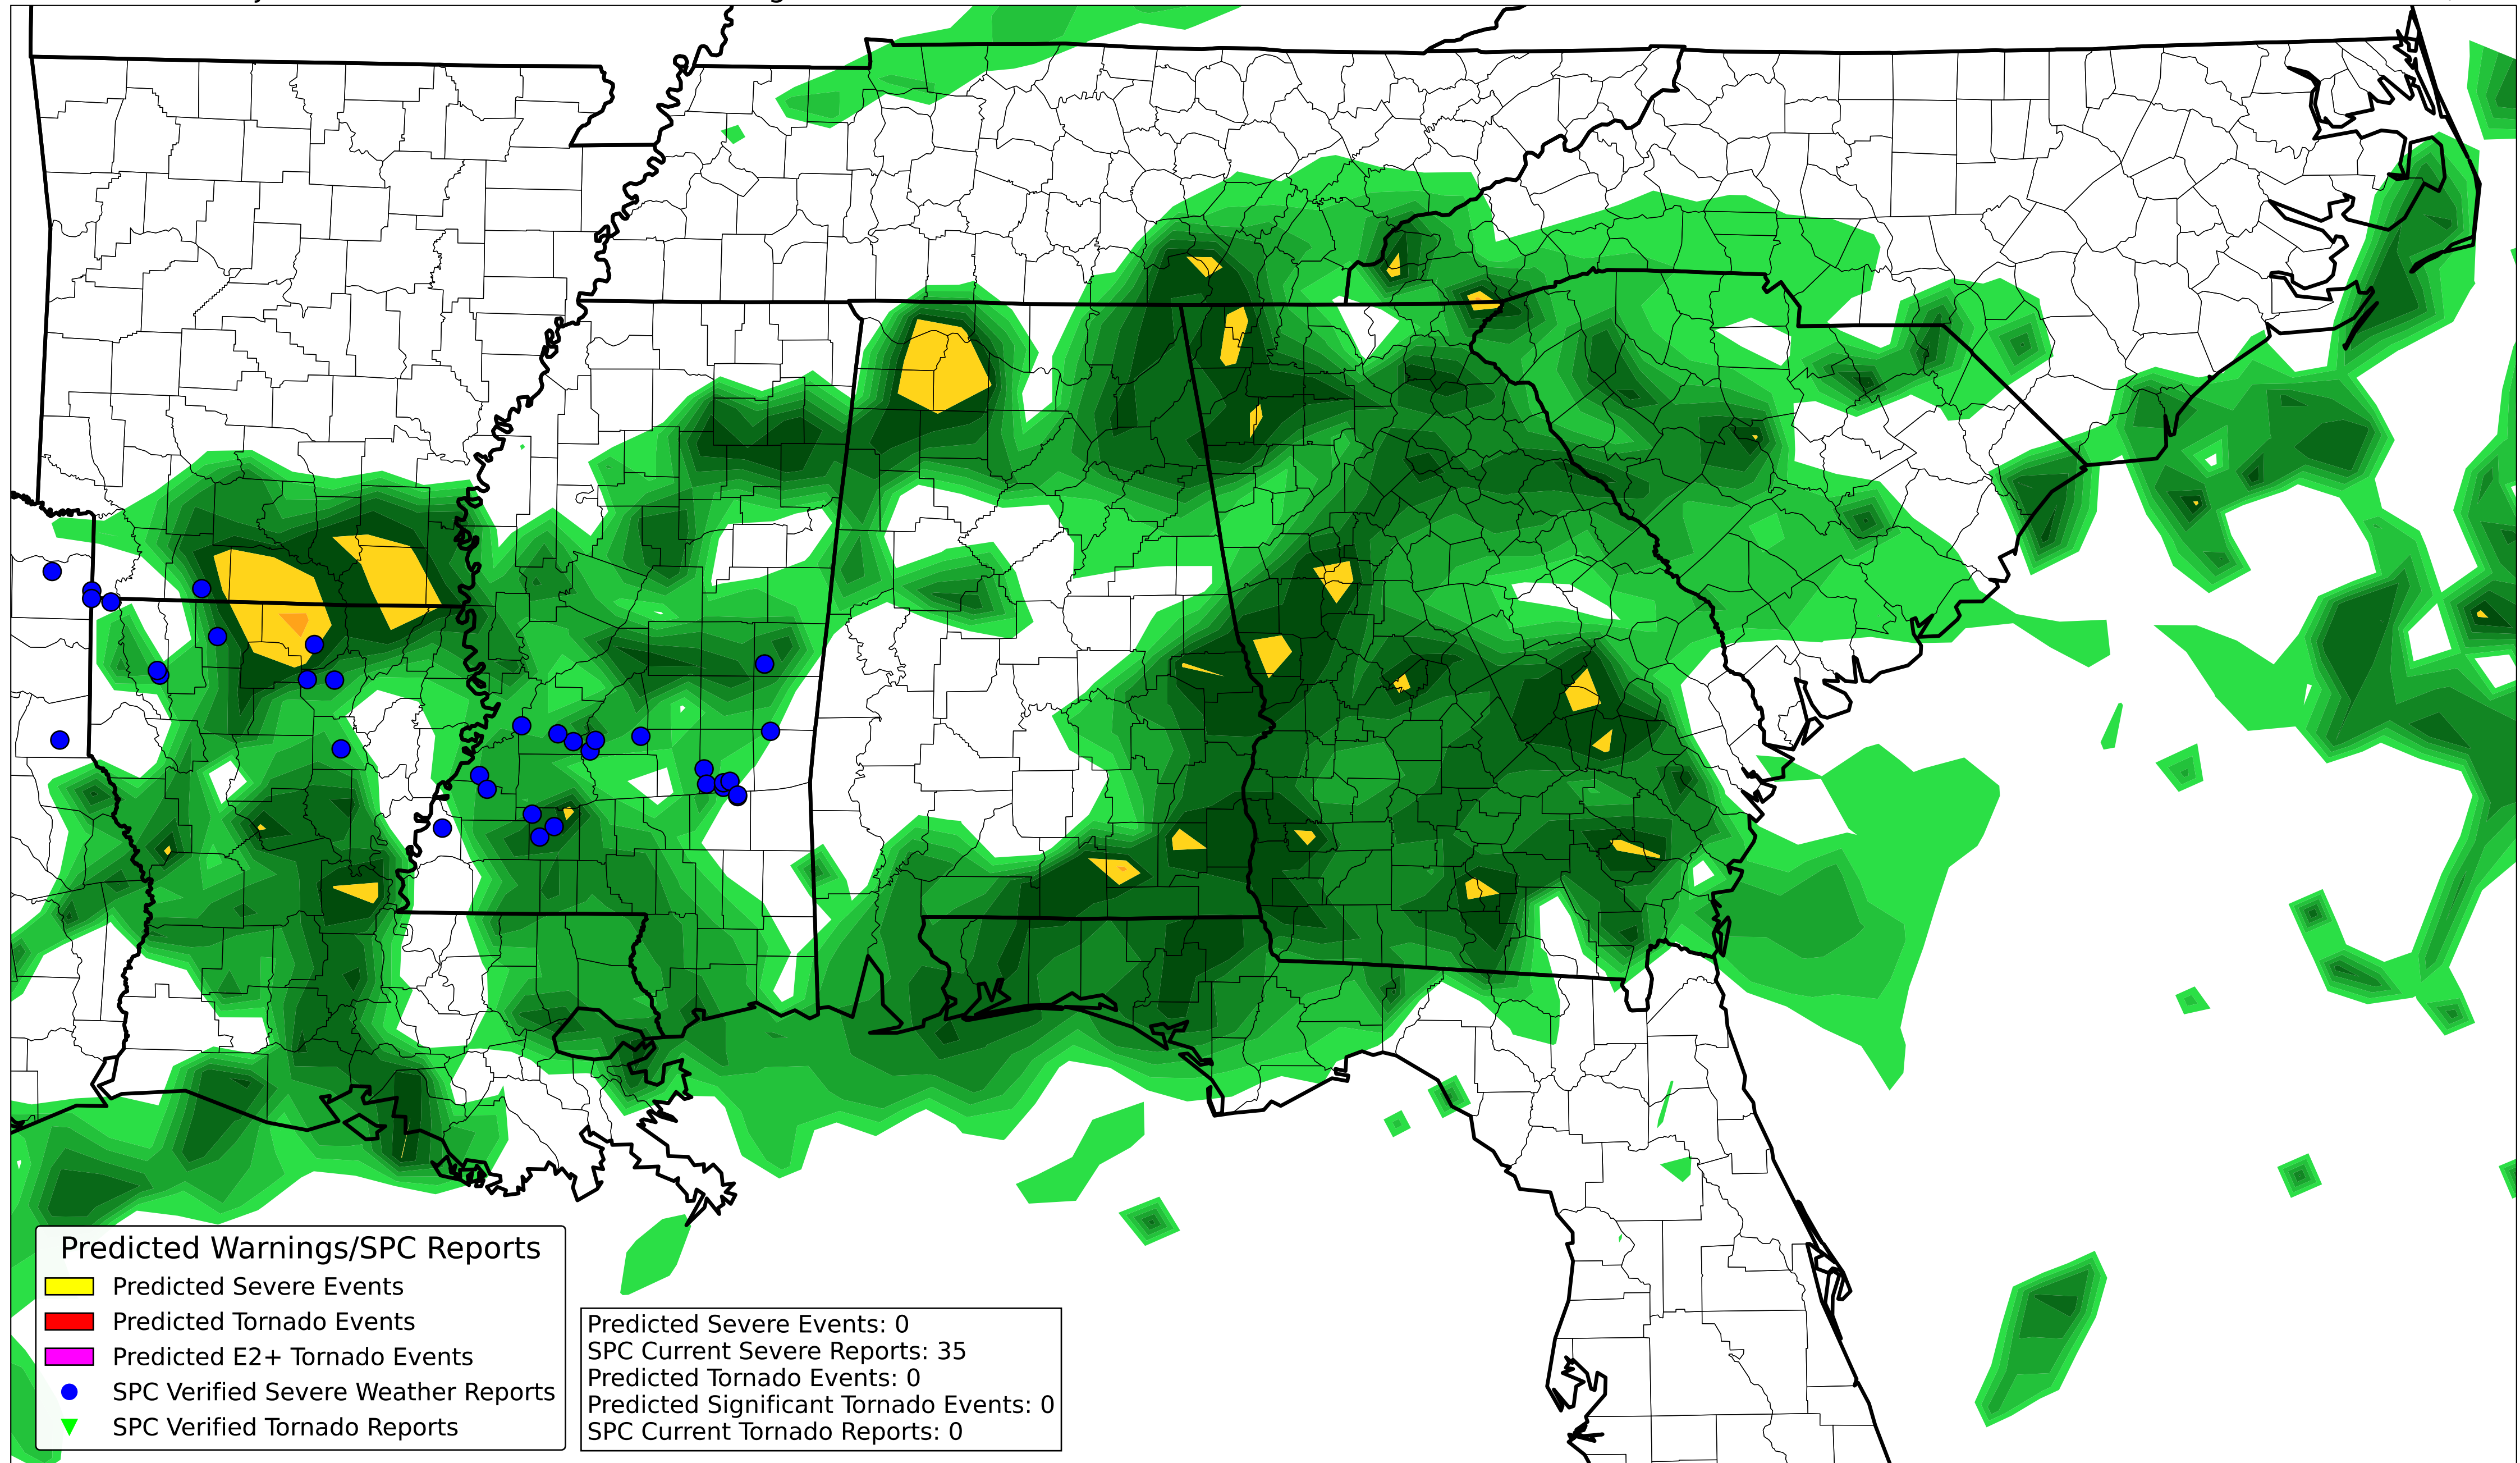 Predicted Warnings/SPC Reports
Predicted Severe Events
Predicted Tornado Events
Predicted E2+ Tornado Events
SPC Verified Severe Weather Reports
SPC Verified Tornado Reports
Predicted Severe Events: 0
SPC Current Severe Reports: 35
Predicted Tornado Events: 0
Predicted Significant Tornado Events: 0
SPC Current Tornado Reports: 0